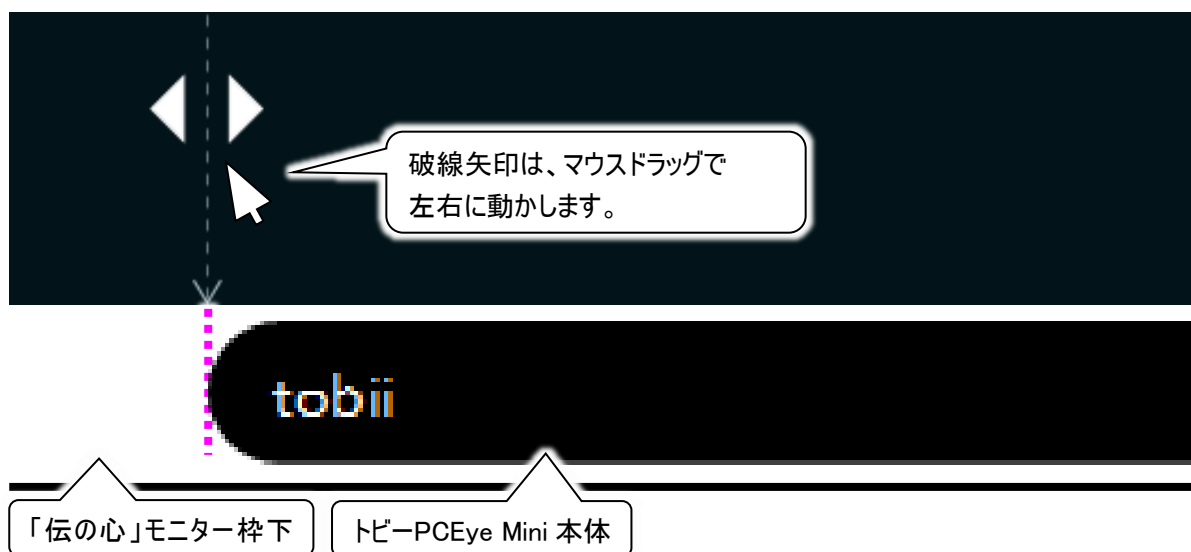 破線矢印は、マウスドラッグで
左右に動かします。
tobii
「伝の心」モニター枠下
トビーPCEye Mini 本体